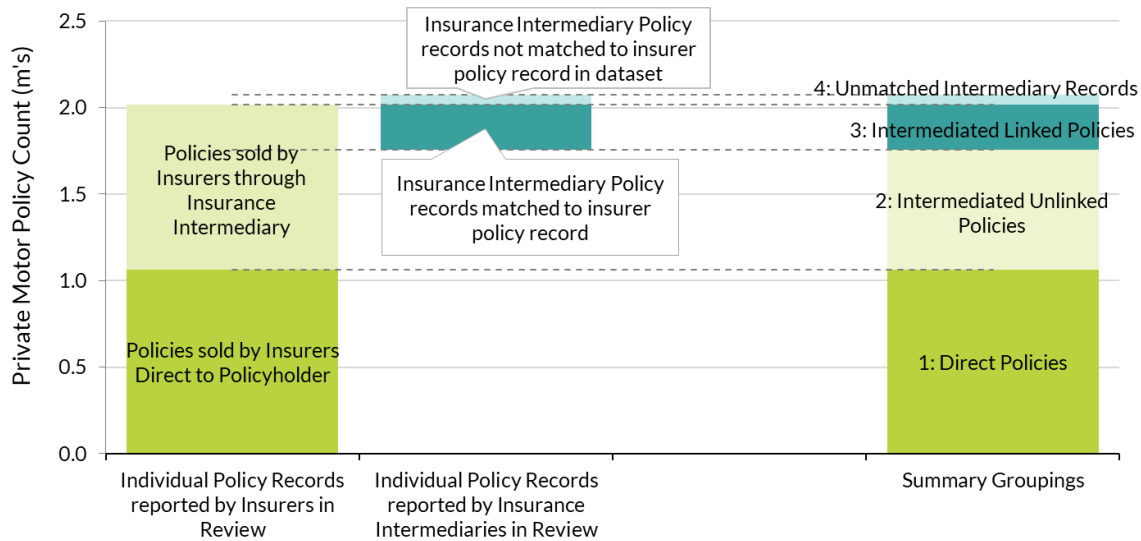 Private Motor Policy Count (m's)
2.5
2.0
1.5
1.0
0.5
0.0
Policies sold by
Insurers through
Insurance
Intermediary
Policies sold by Insurers
Direct to Policyholder
Insurance Intermediary Policy
records not matched to insurer
policy record in dataset
Insurance Intermediary Policy
records matched to insurer
policy record
4: Unmatched Intermediary Records
3: Intermediated Linked Policies
2: Intermediated Unlinked
Policies
1: Direct Policies
Individual Policy Records
reported by Insurers in
Review
Individual Policy Records
reported by Insurance
Intermediaries in Review
Summary Groupings